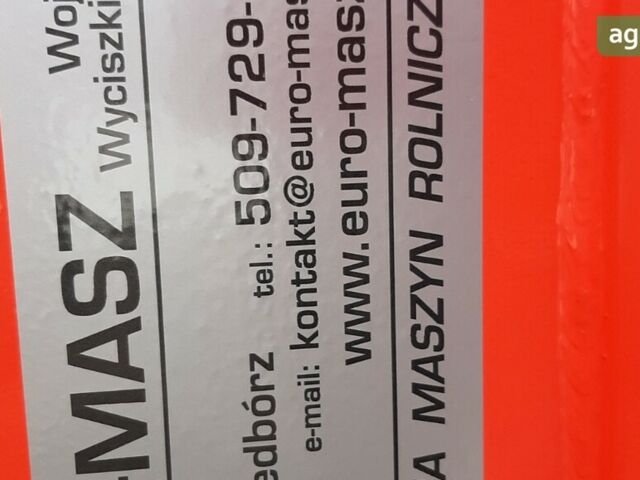 -MASZ Woj
Wyciszki
edbórz tel.: 509-729-
e-mail: kontakt@euro-mas
www.euro-masz
A MASZYN ROLNICZ
ag